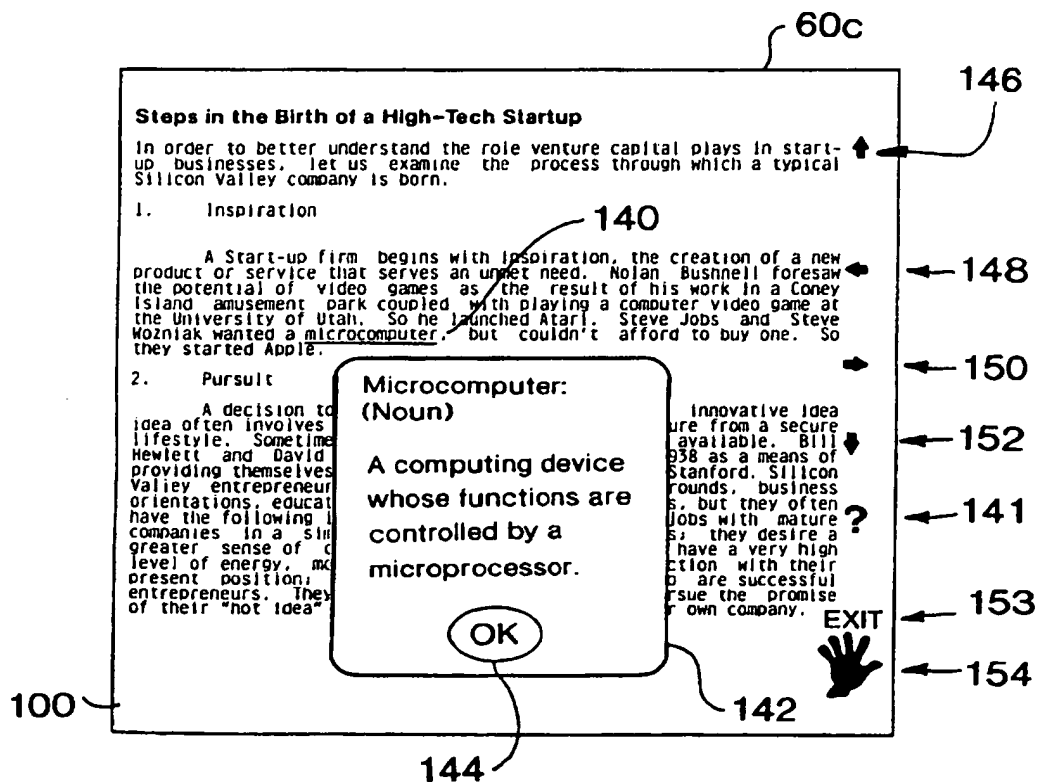 60c
146
Steps in the Birth of a High-Tech Startup
In order to better understand the role venture capital plays in start-
up businesses, let us examine the process through which a typical
Silicon Valley company is born.
1. Inspiration
140
A Start-up firm begins with inspiration, the creation of a new
product or service that serves an unmet need. Nolan Bushnell foresaw
148
the potential of video games as the result of his work in a Coney
Island amusement park coupled with playing a computer video game at
the University of Utah. So he launched Atari. Steve Jobs and Steve
Wozniak wanted a microcomputer, but couldn't afford to buy one. So
they started Apple.
150
2. Pursuit
Microcomputer:
(Noun)
A computing device
whose functions are
controlled by a
microprocessor.
OK
A decision to innovative idea
idea often involves ure from a secure
lifestyle. Sometime available. Bill
152
Hewlett and David 938 as a means of
providing themselves Stanford. Silicon
Valley entrepreneur rounds, business
orientations, educat s, but they often
have the following jobs with mature
?
141
companies in a sim s; they desire a
greater sense of have a very high
level of energy, mo ction with their
present position; o are successful
entrepreneurs. They rsue the promise
of their "hot idea" r own company.
EXIT
153
154
100
142
144